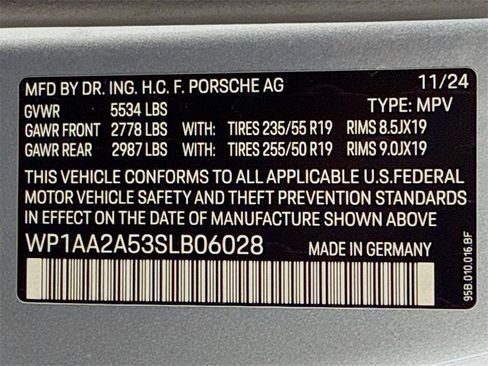 MFD BY DR. ING. H.C. F. PORSCHE AG 11/24
GVWR 5534 LBS TYPE: MPV
GAWR FRONT 2778 LBS WITH: TIRES 235/55 R19 RIMS 8.5JX19
GAWR REAR 2987 LBS WITH: TIRES 255/50 R19 RIMS 9.0JX19
THIS VEHICLE CONFORMS TO ALL APPLICABLE U.S.FEDERAL
MOTOR VEHICLE SAFETY AND THEFT PREVENTION STANDARDS
IN EFFECT ON THE DATE OF MANUFACTURE SHOWN ABOVE
WP1AA2A53SLB06028 MADE IN GERMANY
95B.010.016.BF